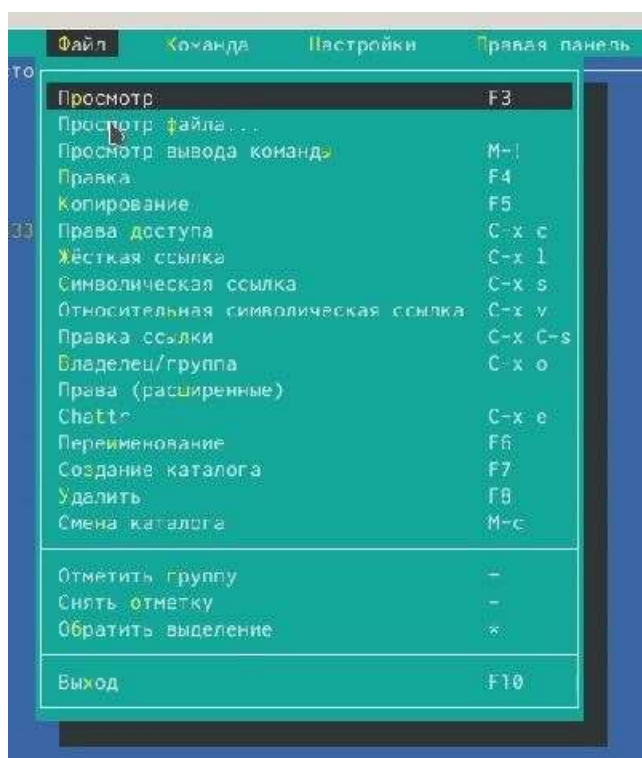 Файл Команда Настройки Правая панель
то
Просмотр F3
Просмотр файла...
Просмотр вывода команды M-!
Правка F4
Копирование F5
33 Права доступа C-x c
Жёсткая ссылка C-x l
Символическая ссылка C-x s
Относительная символическая ссылка C-x v
Правка ссылки C-x C-s
Владелец/группа C-x o
Права (расширенные)
Chattr C-x e
Переименование F6
Создание каталога F7
Удалить F8
Смена каталога M-c
Отметить группу
Снять отметку -
Обратить выделение *
Выход F10